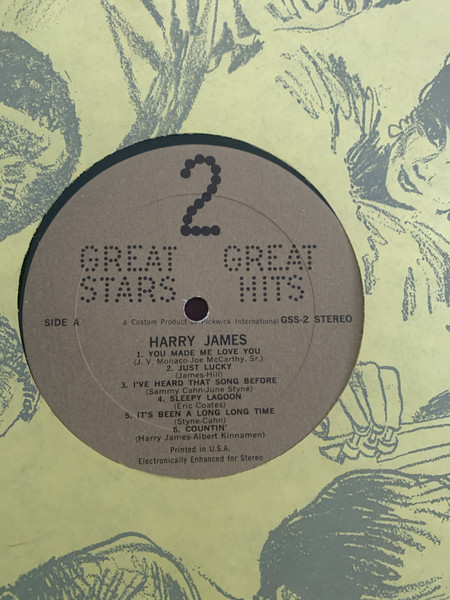 2
GREAT GREAT
STARS HITS
SIDE A a Custom Product of Pickwick International GSS-2 STEREO
HARRY JAMES
1. YOU MADE ME LOVE YOU
(J. V. Monaco-Joe McCarthy, Sr.)
2. JUST LUCKY
(James-Hill)
3. I'VE HEARD THAT SONG BEFORE
(Sammy Cahn-June Styne)
4. SLEEPY LAGOON
(Eric Coates)
5. IT'S BEEN A LONG LONG TIME
(Styne-Cahn)
6. COUNTIN'
(Harry James-Albert Kinnamen)
Printed in U.S.A.
Electronically Enhanced for Stereo